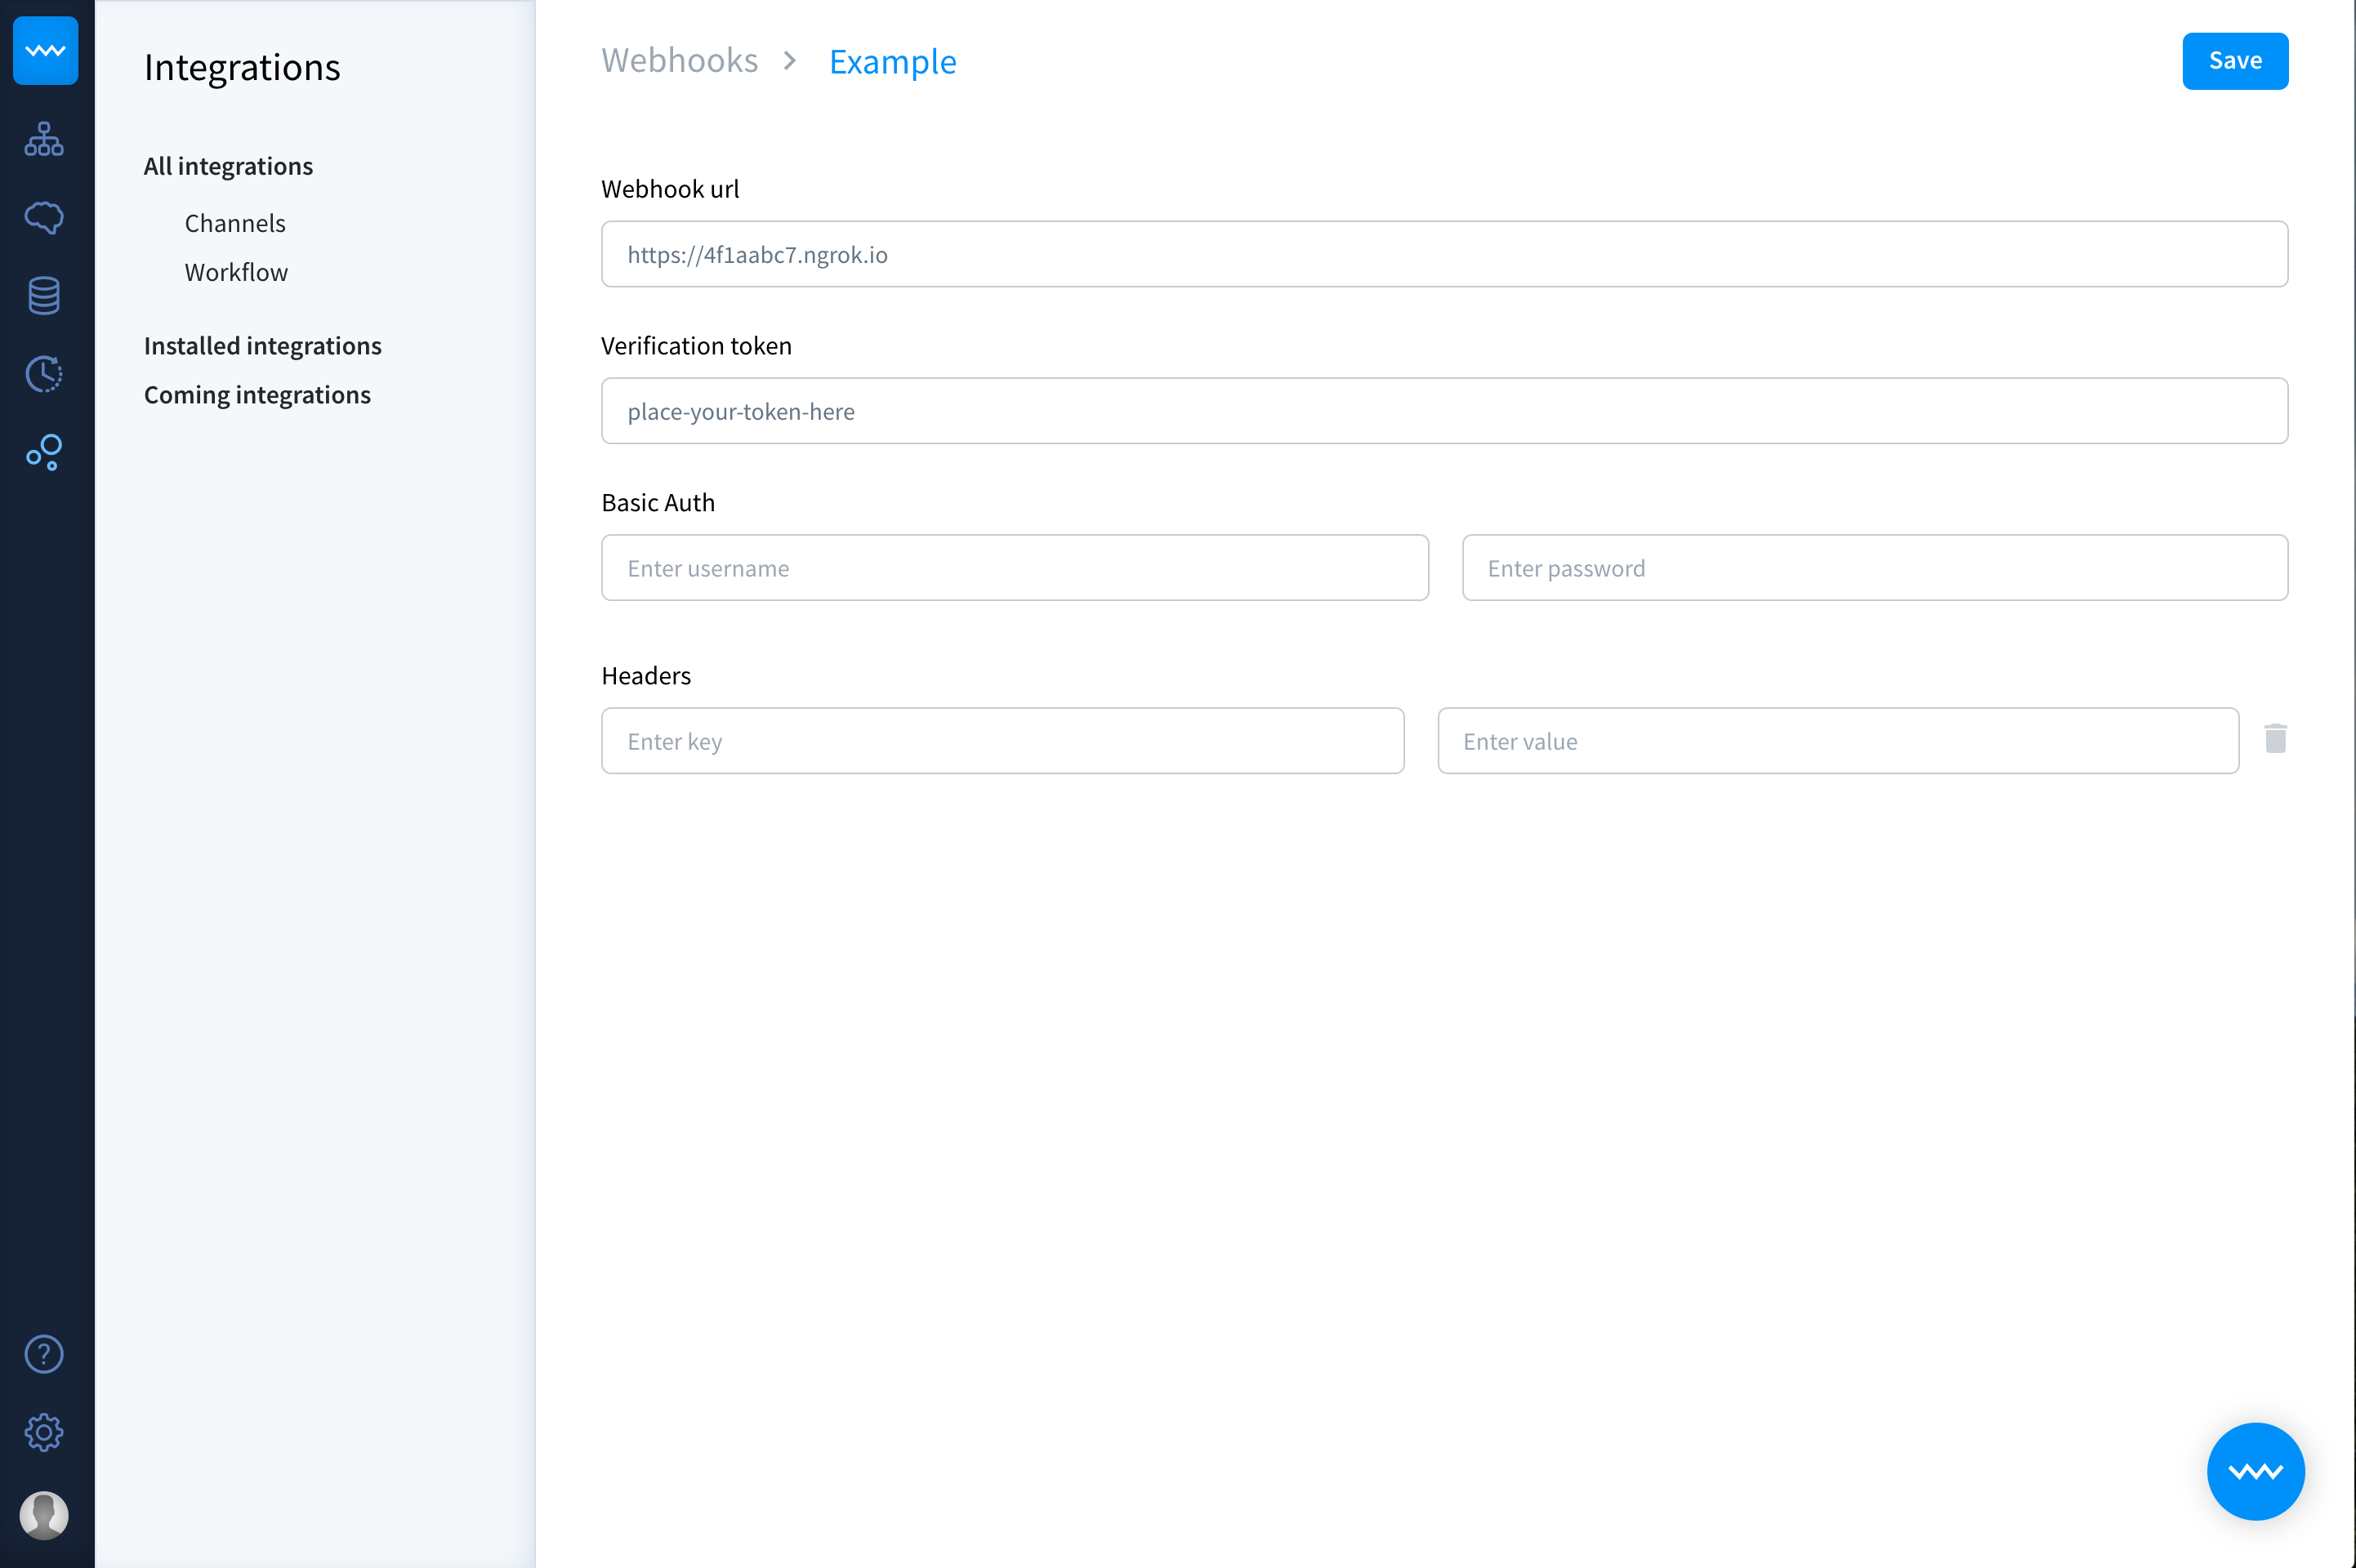 Integrations
All integrations
Channels
Workflow
Installed integrations
Coming integrations
Webhooks > Example
Save
Webhook url
https://4f1aabc7.ngrok.io
Verification token
place-your-token-here
Basic Auth
Enter username
Enter password
Headers
Enter key
Enter value
?